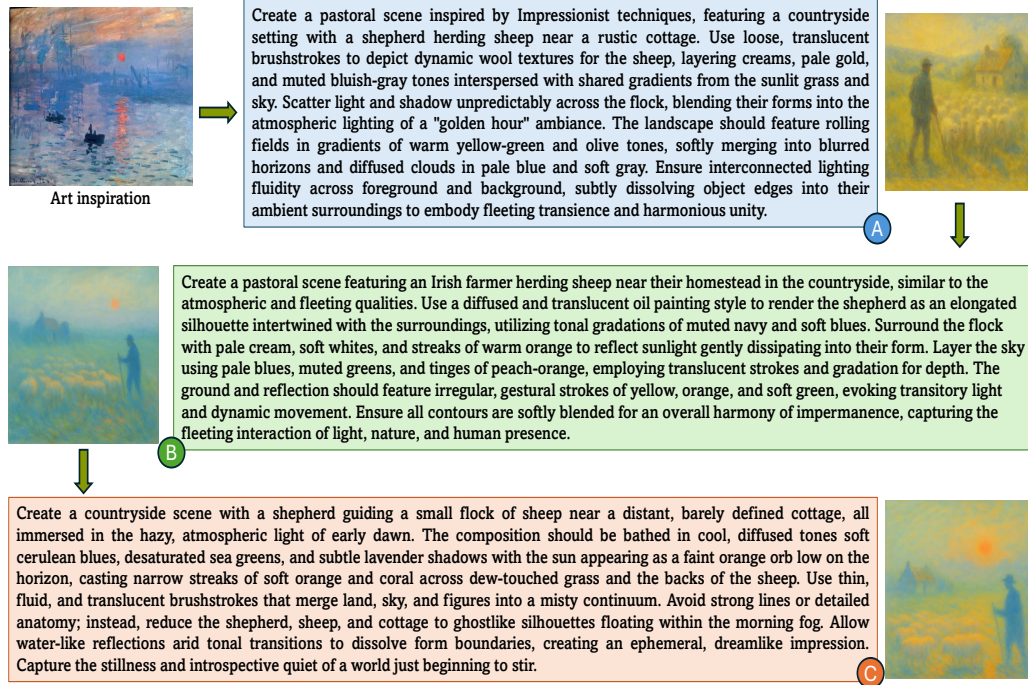 Create a pastoral scene inspired by Impressionist techniques, featuring a countryside
setting with a shepherd herding sheep near a rustic cottage. Use loose, translucent
brushstrokes to depict dynamic wool textures for the sheep, layering creams, pale gold,
and muted bluish-gray tones interspersed with shared gradients from the sunlit grass and
sky. Scatter light and shadow unpredictably across the flock, blending their forms into the
atmospheric lighting of a "golden hour" ambiance. The landscape should feature rolling
fields in gradients of warm yellow-green and olive tones, softly merging into blurred
horizons and diffused clouds in pale blue and soft gray. Ensure interconnected lighting
fluidity across foreground and background, subtly dissolving object edges into their
ambient surroundings to embody fleeting transience and harmonious unity.
Art inspiration
A
Create a pastoral scene featuring an Irish farmer herding sheep near their homestead in the countryside, similar to the
atmospheric and fleeting qualities. Use a diffused and translucent oil painting style to render the shepherd as an elongated
silhouette intertwined with the surroundings, utilizing tonal gradations of muted navy and soft blues. Surround the flock
with pale cream, soft whites, and streaks of warm orange to reflect sunlight gently dissipating into their form. Layer the sky
using pale blues, muted greens, and tinges of peach-orange, employing translucent strokes and gradation for depth. The
ground and reflection should feature irregular, gestural strokes of yellow, orange, and soft green, evoking transitory light
and dynamic movement. Ensure all contours are softly blended for an overall harmony of impermanence, capturing the
fleeting interaction of light, nature, and human presence.
B
Create a countryside scene with a shepherd guiding a small flock of sheep near a distant, barely defined cottage, all
immersed in the hazy, atmospheric light of early dawn. The composition should be bathed in cool, diffused tones soft
cerulean blues, desaturated sea greens, and subtle lavender shadows with the sun appearing as a faint orange orb low on the
horizon, casting narrow streaks of soft orange and coral across dew-touched grass and the backs of the sheep. Use thin,
fluid, and translucent brushstrokes that merge land, sky, and figures into a misty continuum. Avoid strong lines or detailed
anatomy; instead, reduce the shepherd, sheep, and cottage to ghostlike silhouettes floating within the morning fog. Allow
water-like reflections arid tonal transitions to dissolve form boundaries, creating an ephemeral, dreamlike impression.
Capture the stillness and introspective quiet of a world just beginning to stir.
C